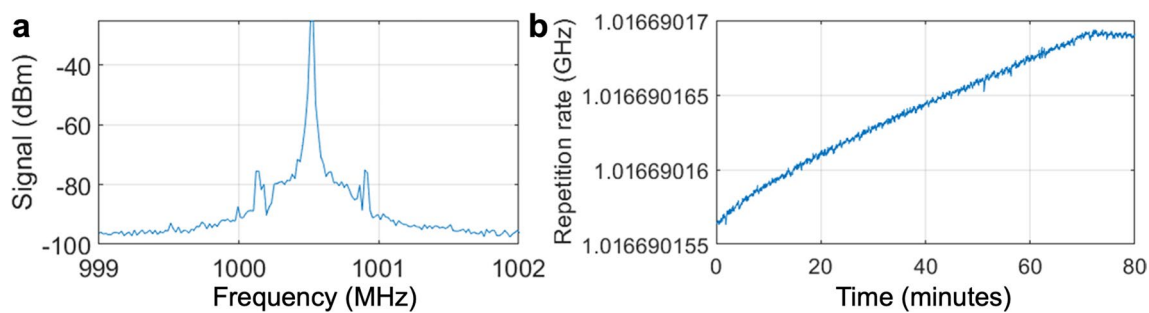 a
Signal (dBm)
-40
-60
-80
-100
999
1000
1001
1002
Frequency (MHz)
b
Repetition rate (GHz)
1.01669017
1.016690165
1.01669016
1.016690155
0
20
40
60
80
Time (minutes)